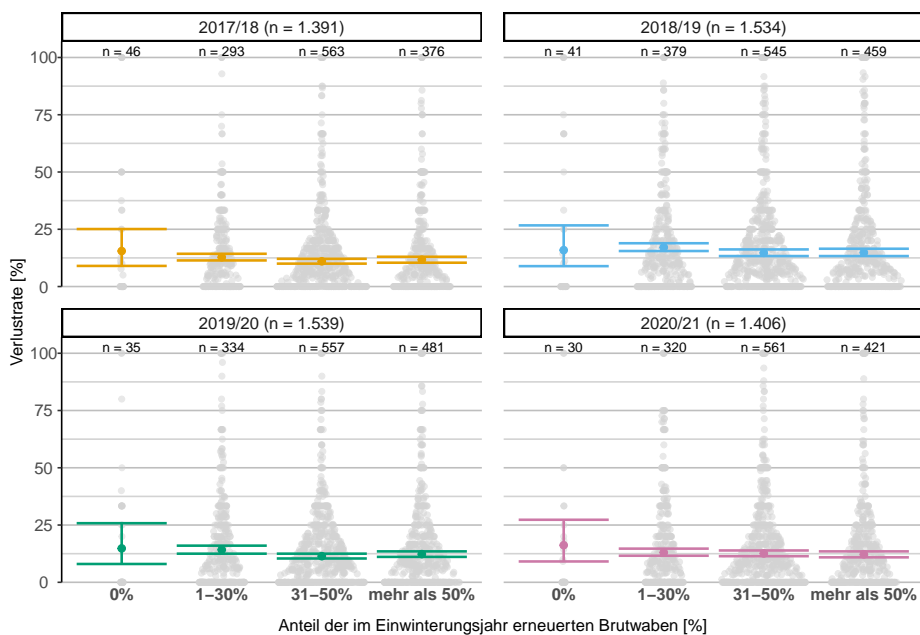 2017/18 (n = 1.391)
2018/19 (n = 1.534)
n = 46 n = 293 n = 563 n = 376
n = 41 n = 379 n = 545 n = 459
100
75
50
25
0
2019/20 (n = 1.539)
2020/21 (n = 1.406)
n = 35 n = 334 n = 557 n = 481
n = 30 n = 320 n = 561 n = 421
100
75
50
25
0
0% 1–30% 31–50% mehr als 50%
0% 1–30% 31–50% mehr als 50%
Verlustrate [%]
Anteil der im Einwinterungsjahr erneuerten Brutwaben [%]